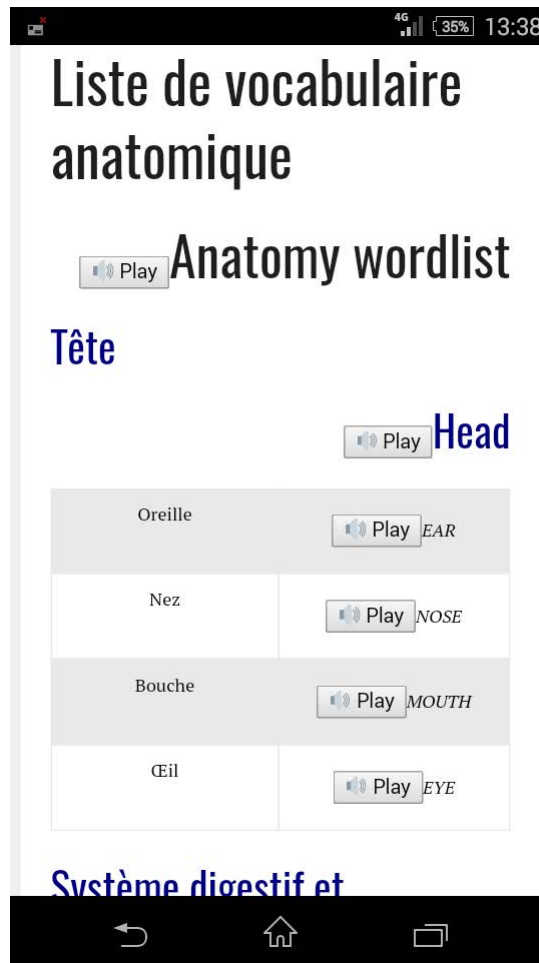 4G 35% 13:38
Liste de vocabulaire
anatomique
Play Anatomy wordlist
Tête
Play Head
Oreille Play EAR
Nez Play NOSE
Bouche Play MOUTH
Œil Play EYE
Système digestif et